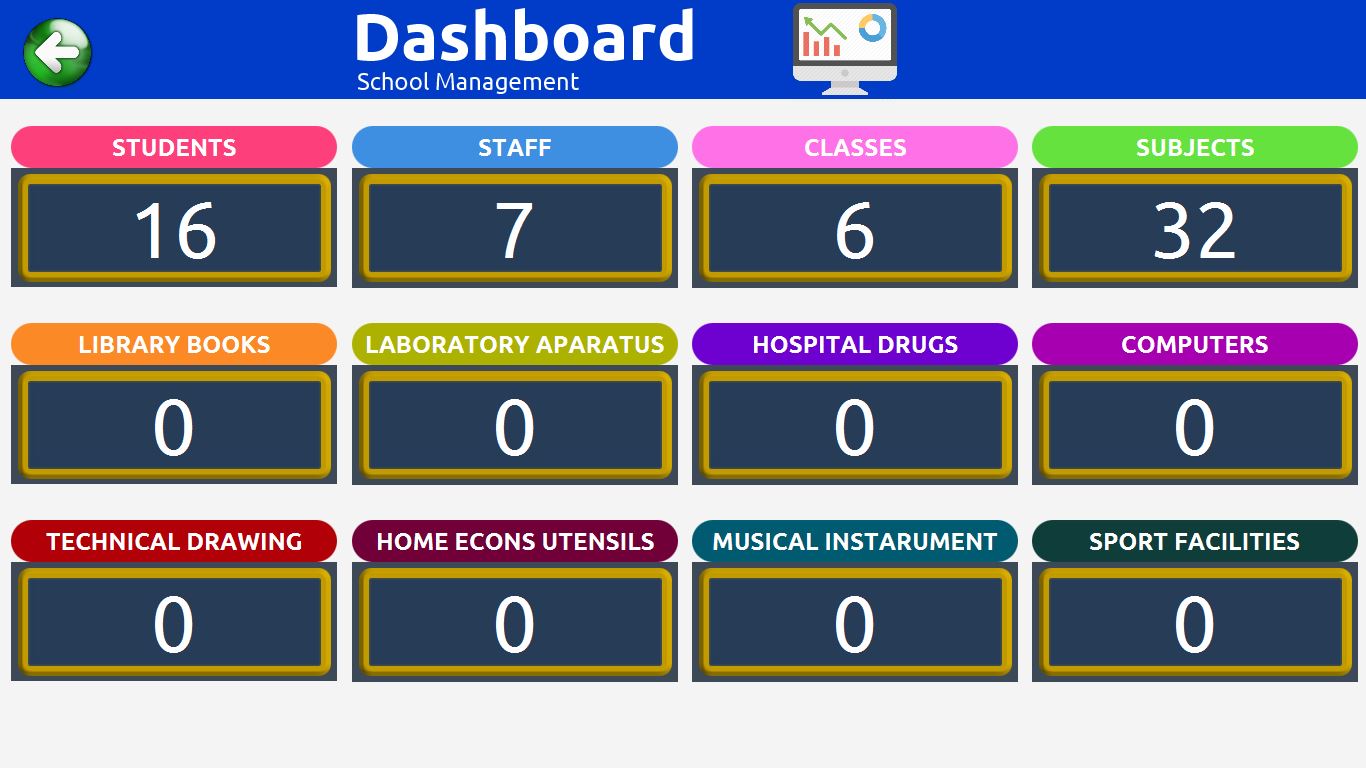 Dashboard
School Management
STUDENTS STAFF CLASSES SUBJECTS
16 7 6 32
LIBRARY BOOKS LABORATORY APARATUS HOSPITAL DRUGS COMPUTERS
0 0 0 0
TECHNICAL DRAWING HOME ECONS UTENSILS MUSICAL INSTARUMENT SPORT FACILITIES
0 0 0 0